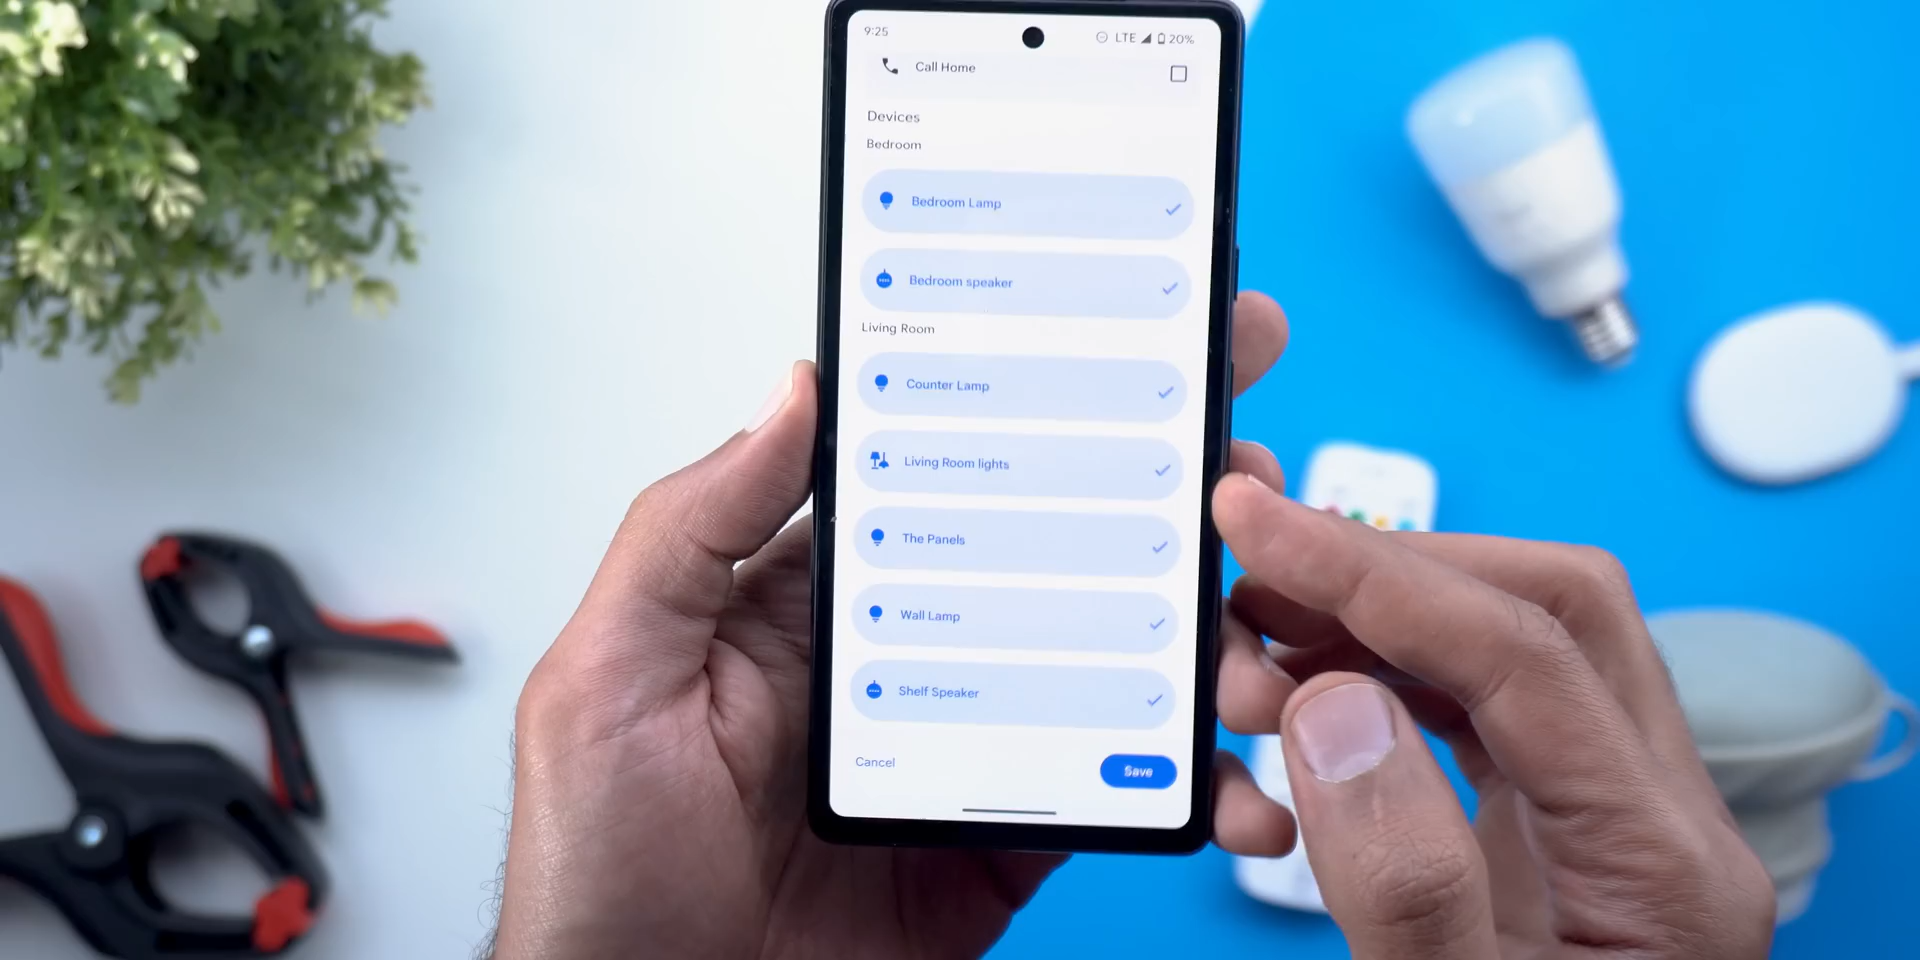 9:25
LTE 20%
Call Home
Devices
Bedroom
Bedroom Lamp
Bedroom speaker
Living Room
Counter Lamp
Living Room lights
The Panels
Wall Lamp
Shelf Speaker
Cancel
Save